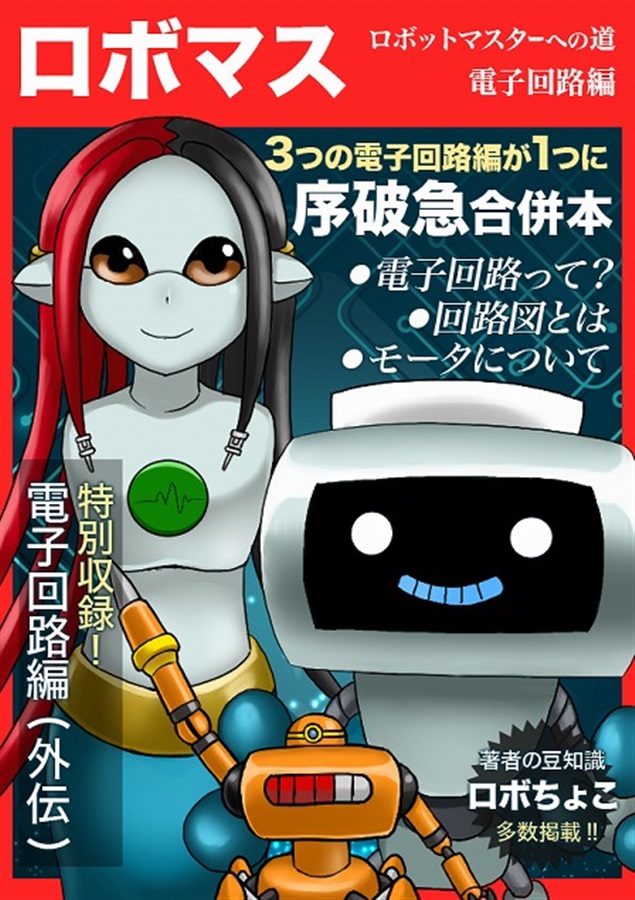 ロボマス
ロボットマスターへの道
電子回路編
3つの電子回路編が1つに
序破急合併本
●電子回路って？
●回路図とは
●モータについて
特別収録！
電子回路編（外伝）
著者の豆知識
ロボちょこ
多数掲載!!